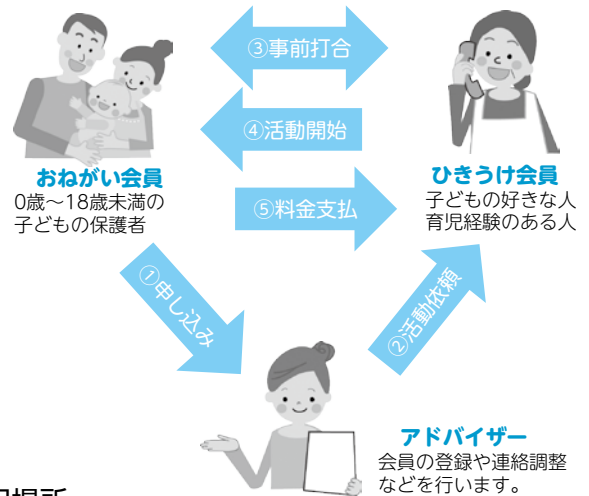 ③事前打合
④活動開始
おねがい会員
0歳〜18歳未満の
子どもの保護者
ひきうけ会員
子どもの好きな人
育児経験のある人
⑤料金支払
①申し込み
②活動依頼
アドバイザー
会員の登録や連絡調整
などを行います。
場所